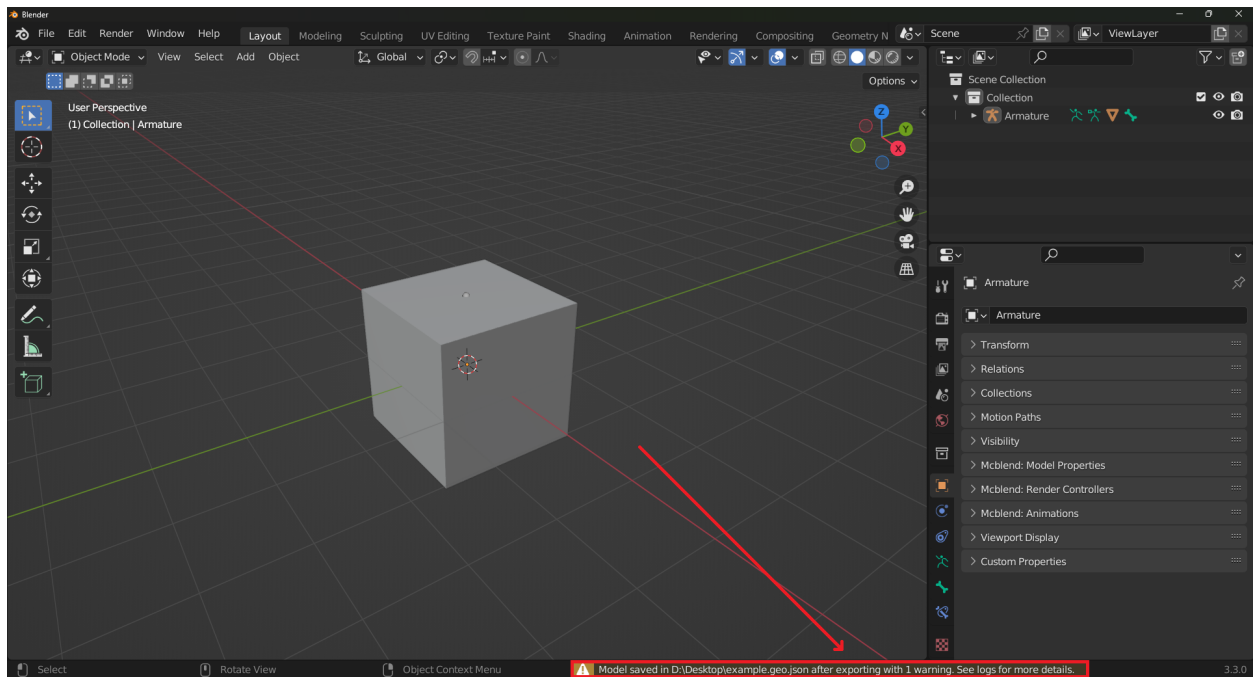 Blender
File Edit Render Window Help Layout Modeling Sculpting UV Editing Texture Paint Shading Animation Rendering Compositing Geometry N Scene ViewLayer
Object Mode View Select Add Object Global
Options
User Perspective
(1) Collection | Armature
Z
Y
X
Scene Collection
Collection
Armature
Armature
Armature
Transform
Relations
Collections
Motion Paths
Visibility
Mcblend: Model Properties
Mcblend: Render Controllers
Mcblend: Animations
Viewport Display
Custom Properties
Select Rotate View Object Context Menu Model saved in D:\Desktop\example.geo.json after exporting with 1 warning. See logs for more details. 3.3.0